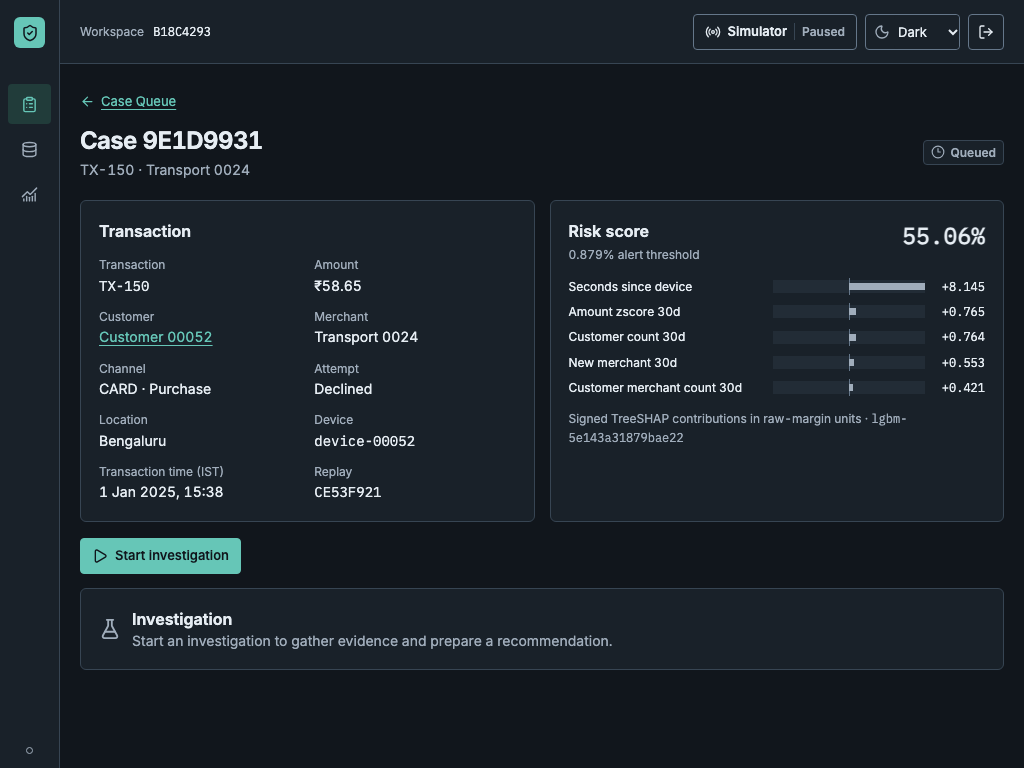 Workspace B18C4293
Simulator Paused
Dark
Case Queue
Case 9E1D9931
TX-150 · Transport 0024
Queued
Transaction
Transaction
TX-150
Amount
₹58.65
Customer
Customer 00052
Merchant
Transport 0024
Channel
CARD · Purchase
Attempt
Declined
Location
Bengaluru
Device
device-00052
Transaction time (IST)
1 Jan 2025, 15:38
Replay
CE53F921
Risk score
55.06%
0.879% alert threshold
Seconds since device +8.145
Amount zscore 30d +0.765
Customer count 30d +0.764
New merchant 30d +0.553
Customer merchant count 30d +0.421
Signed TreeSHAP contributions in raw-margin units · lgbm-
5e143a31879bae22
Start investigation
Investigation
Start an investigation to gather evidence and prepare a recommendation.